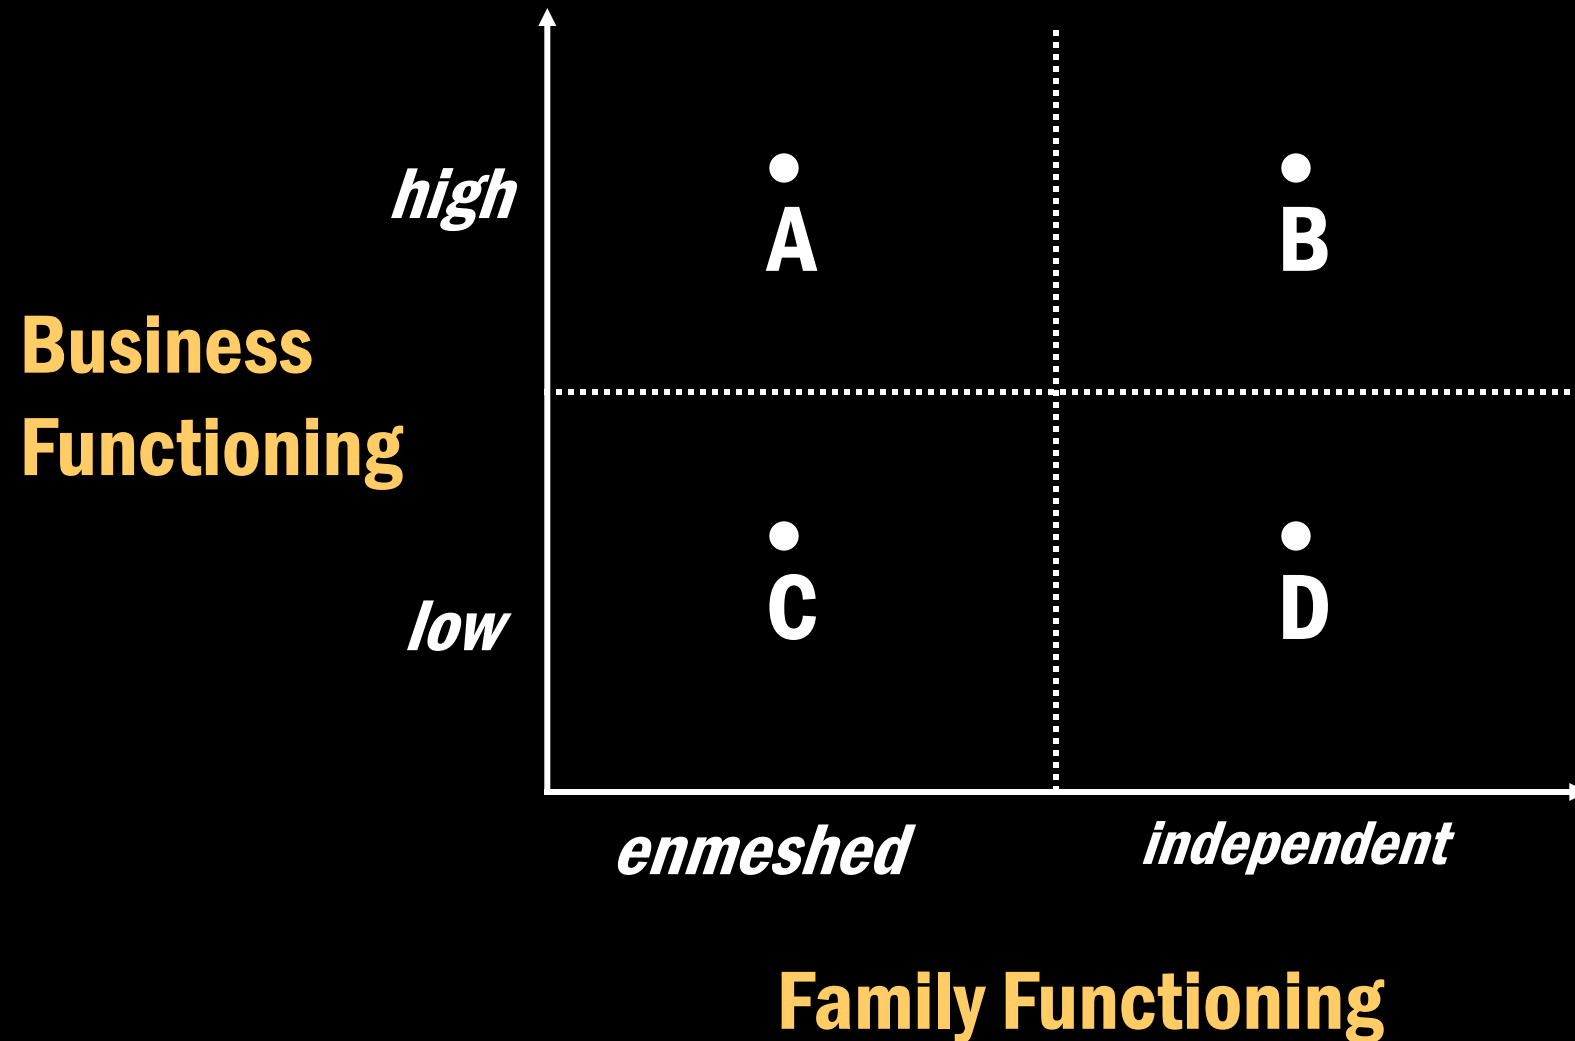 high
A
B
Business
Functioning
low
C
D
enmeshed
independent
Family Functioning